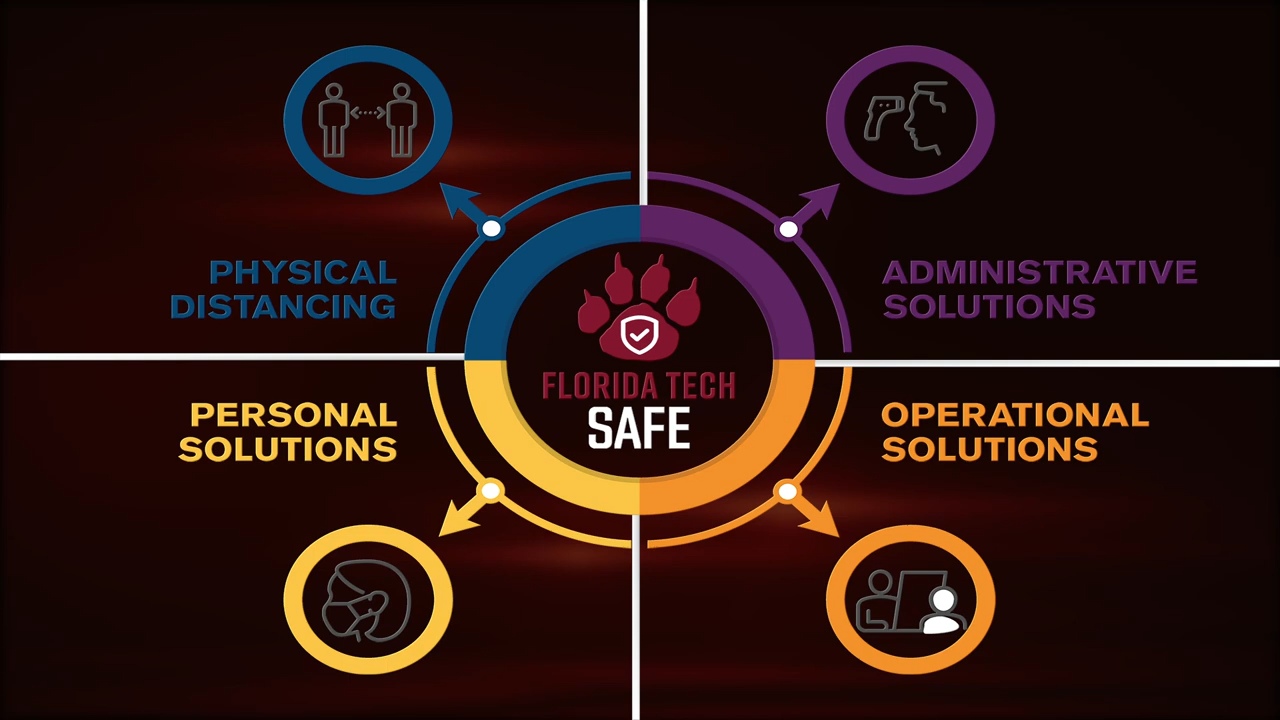 PHYSICAL
DISTANCING
ADMINISTRATIVE
SOLUTIONS
FLORIDA TECH
SAFE
PERSONAL
SOLUTIONS
OPERATIONAL
SOLUTIONS